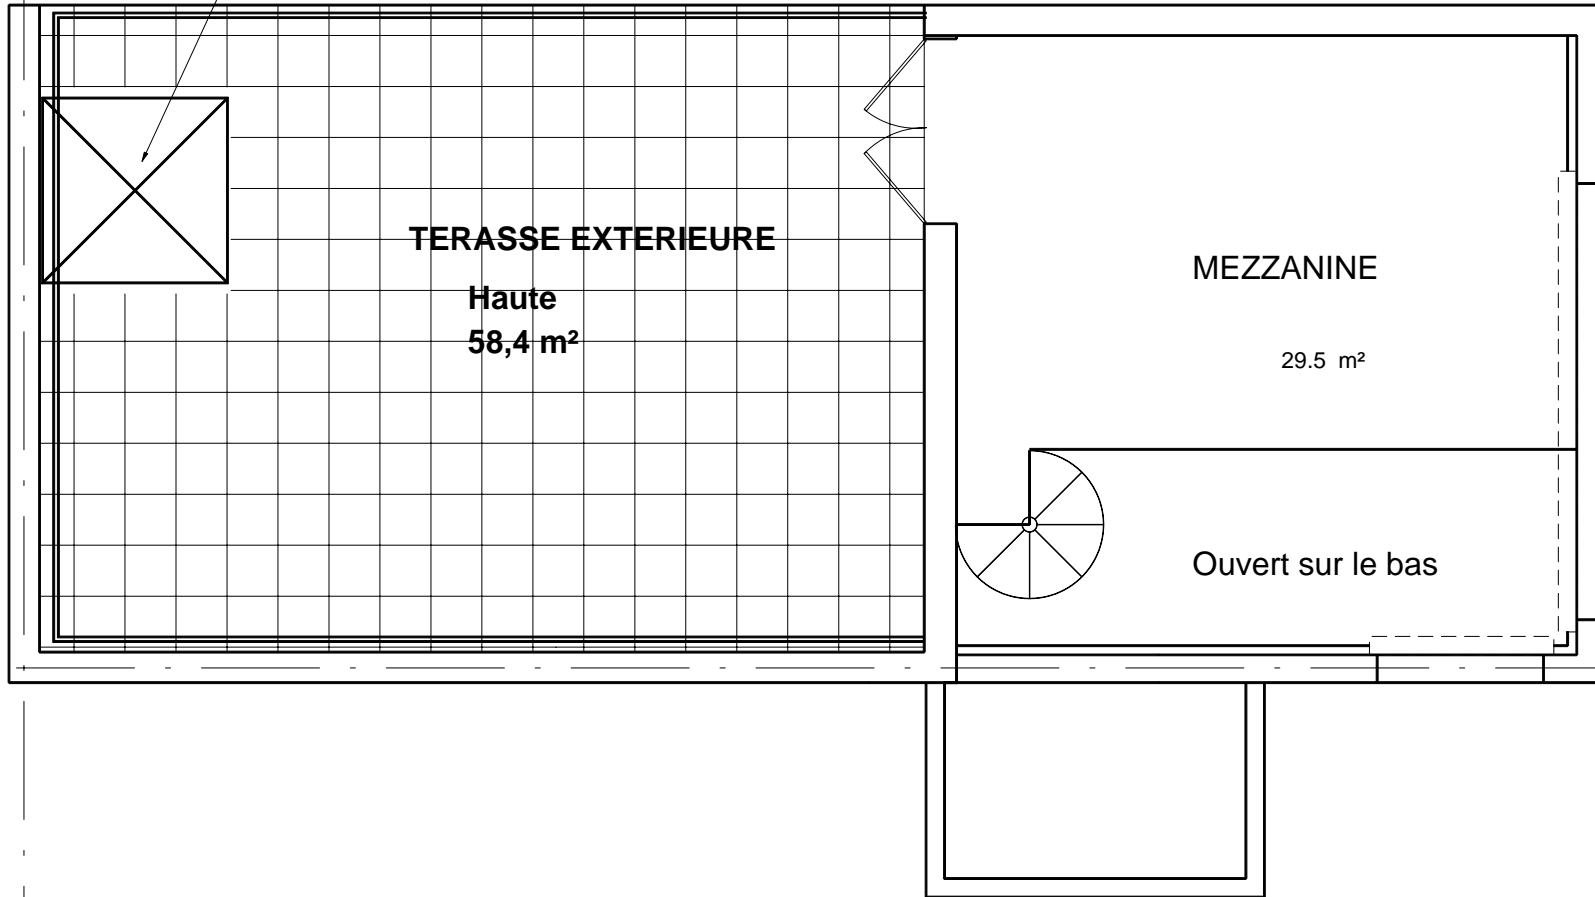 TERASSE EXTERIEURE
Haute
58,4 m²
MEZZANINE
29.5 m²
Ouvert sur le bas